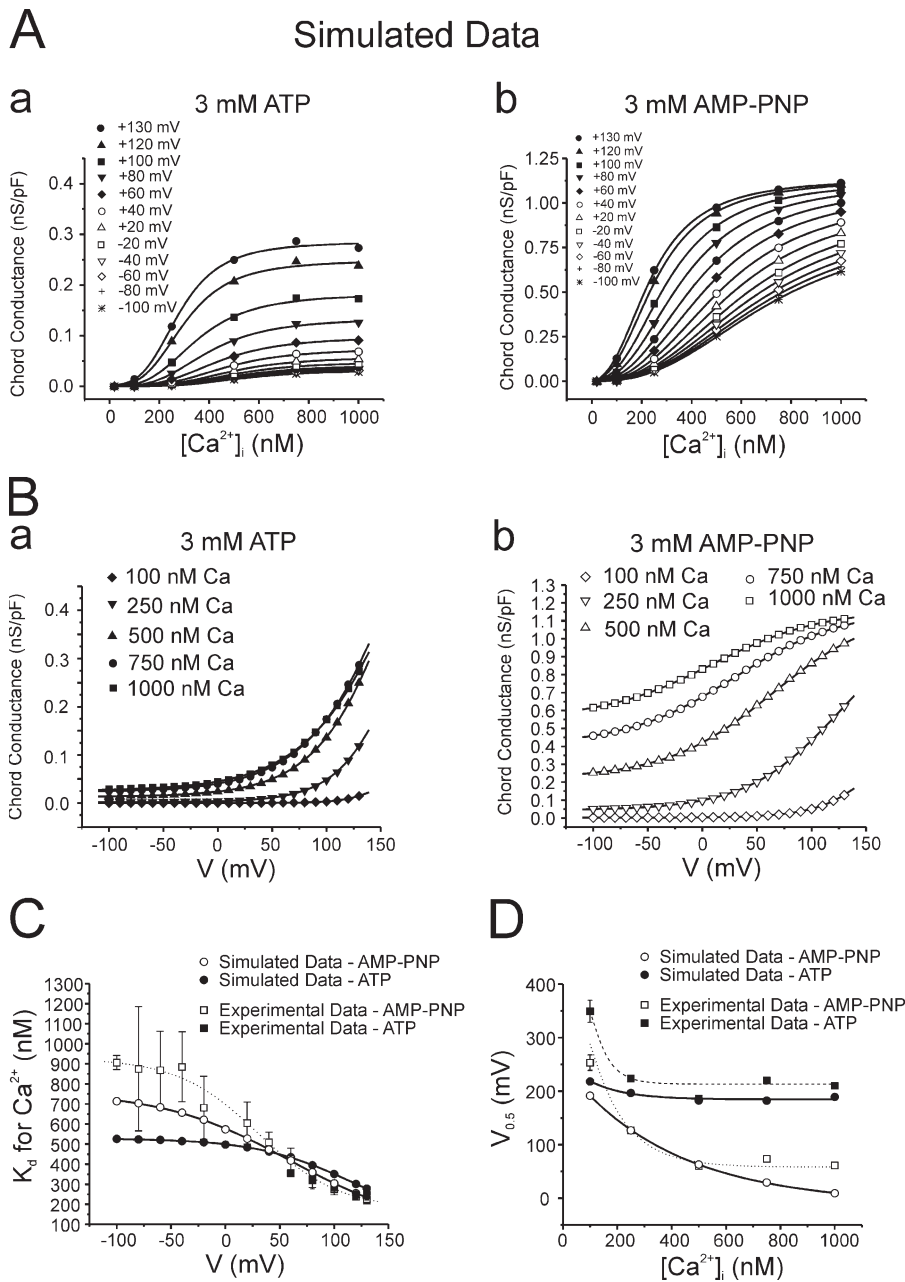 A
Simulated Data
a
3 mM ATP
+130 mV
+120 mV
+100 mV
+80 mV
+60 mV
+40 mV
+20 mV
-20 mV
-40 mV
-60 mV
-80 mV
-100 mV
Chord Conductance (nS/pF)
0.4
0.3
0.2
0.1
0.0
0 200 400 600 800 1000
[Ca2+]i (nM)
b
3 mM AMP-PNP
+130 mV
+120 mV
+100 mV
+80 mV
+60 mV
+40 mV
+20 mV
-20 mV
-40 mV
-60 mV
-80 mV
-100 mV
Chord Conductance (nS/pF)
1.25
1.00
0.75
0.50
0.25
0.00
0 200 400 600 800 1000
[Ca2+]i (nM)
B
a
3 mM ATP
100 nM Ca
250 nM Ca
500 nM Ca
750 nM Ca
1000 nM Ca
Chord Conductance (nS/pF)
0.4
0.3
0.2
0.1
0.0
-100 -50 0 50 100 150
V (mV)
b
3 mM AMP-PNP
100 nM Ca
250 nM Ca
500 nM Ca
750 nM Ca
1000 nM Ca
Chord Conductance (nS/pF)
1.3
1.2
1.1
1.0
0.9
0.8
0.7
0.6
0.5
0.4
0.3
0.2
0.1
0.0
-100 -50 0 50 100 150
V (mV)
C
Simulated Data - AMP-PNP
Simulated Data - ATP
Experimental Data - AMP-PNP
Experimental Data - ATP
Kd for Ca2+ (nM)
1300
1200
1100
1000
900
800
700
600
500
400
300
200
100
-100 -50 0 50 100 150
V (mV)
D
Simulated Data - AMP-PNP
Simulated Data - ATP
Experimental Data - AMP-PNP
Experimental Data - ATP
V0.5 (mV)
400
300
200
100
0
0 200 400 600 800 1000
[Ca2+]i (nM)